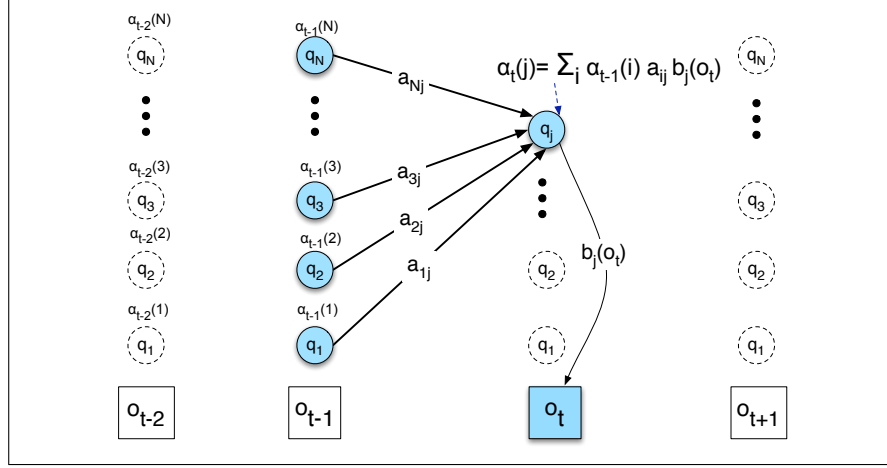 αt-2(N)
qN
αt-2(3)
q3
αt-2(2)
q2
αt-2(1)
q1
ot-2
αt-1(N)
qN
αt-1(3)
q3
αt-1(2)
q2
αt-1(1)
q1
ot-1
aNj
a3j
a2j
a1j
αt(j)= Σi αt-1(i) aij bj(ot)
qj
bj(ot)
q2
q1
ot
qN
q3
q2
q1
ot+1